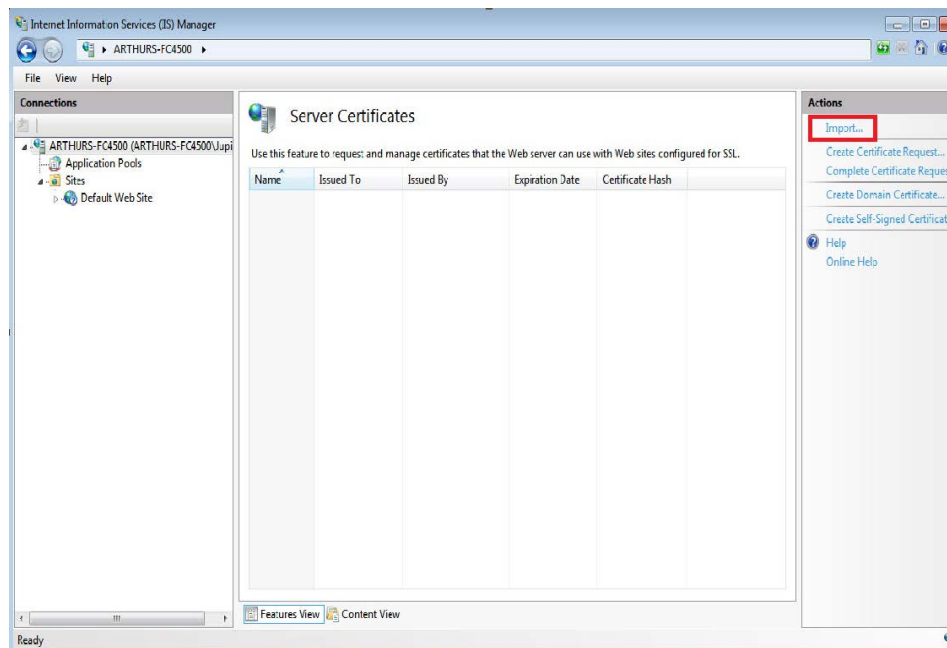 Internet Information Services (IIS) Manager
ARTHURS-FC4500
File View Help
Connections
ARTHURS-FC4500 (ARTHURS-FC4500\Jupi
Application Pools
Sites
Default Web Site
Server Certificates
Use this feature to request and manage certificates that the Web server can use with Web sites configured for SSL.
Name Issued To Issued By Expiration Date Certificate Hash
Features View Content View
Actions
Import...
Create Certificate Request...
Complete Certificate Reques
Create Domain Certificate...
Create Self-Signed Certificat
Help
Online Help
Ready